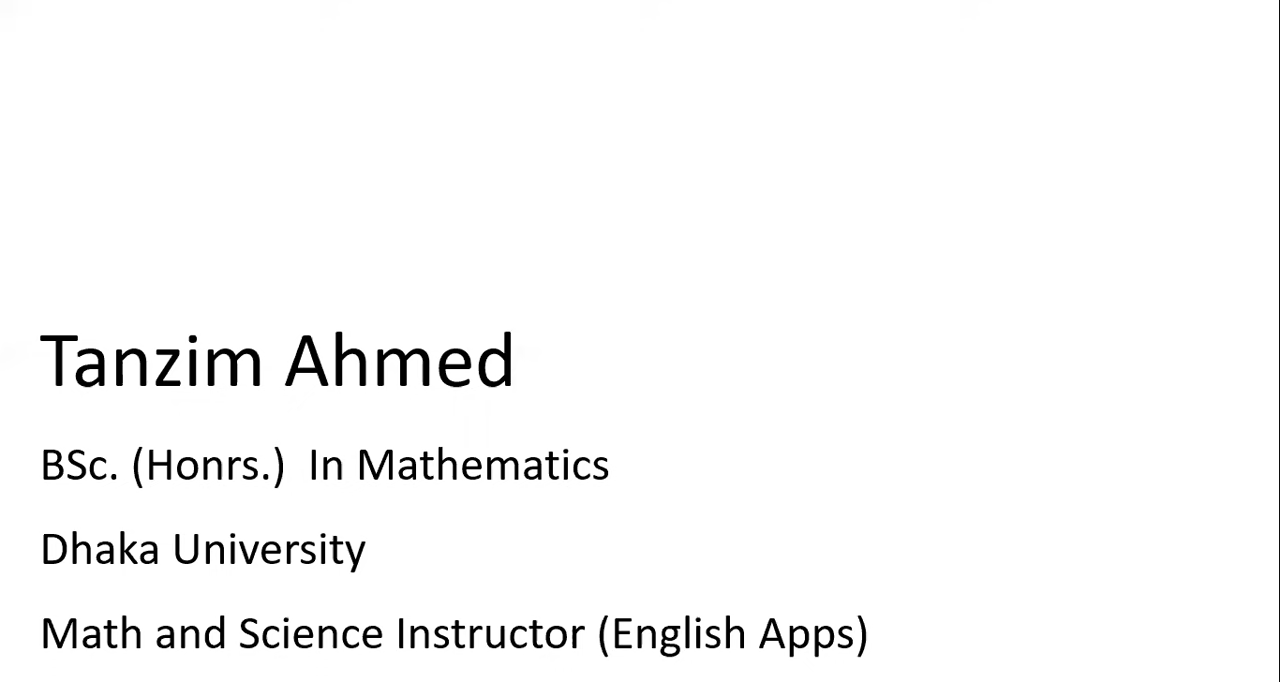 Tanzim Ahmed
BSc. (Honrs.) In Mathematics
Dhaka University
Math and Science Instructor (English Apps)